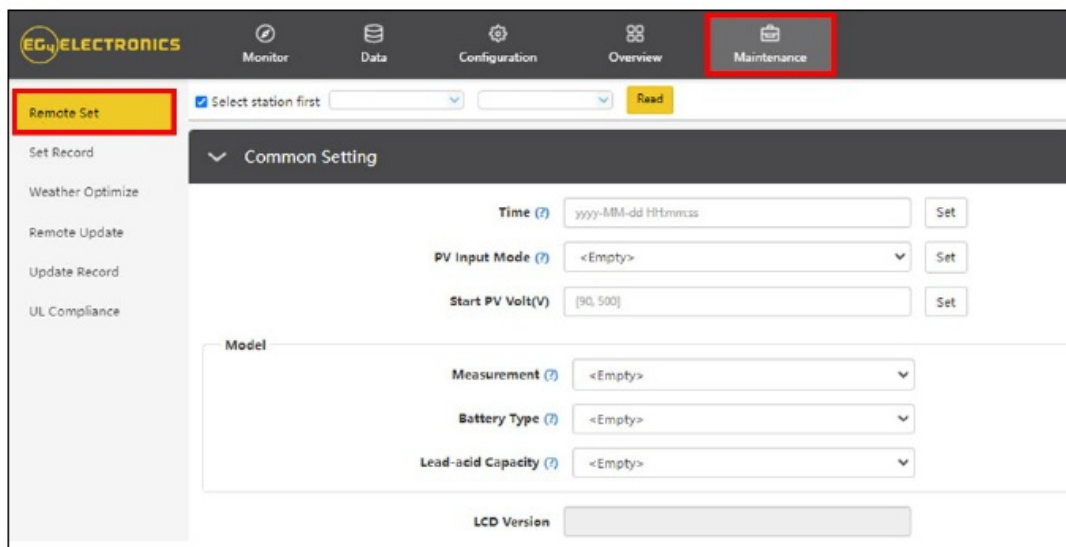 EG4 ELECTRONICS
Monitor
Data
Configuration
Overview
Maintenance
Remote Set
Set Record
Weather Optimize
Remote Update
Update Record
UL Compliance
Select station first
Read
Common Setting
Time (?) yyyy-MM-dd HH:mm:ss Set
PV Input Mode (?) <Empty> Set
Start PV Volt(V) [90, 500] Set
Model
Measurement (?) <Empty>
Battery Type (?) <Empty>
Lead-acid Capacity (?) <Empty>
LCD Version